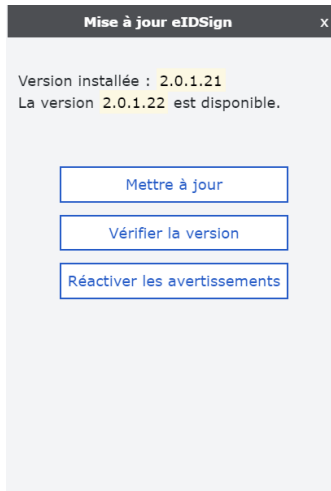 Mise à jour eIDSign x
Version installée : 2.0.1.21
La version 2.0.1.22 est disponible.
Mettre à jour
Vérifier la version
Réactiver les avertissements